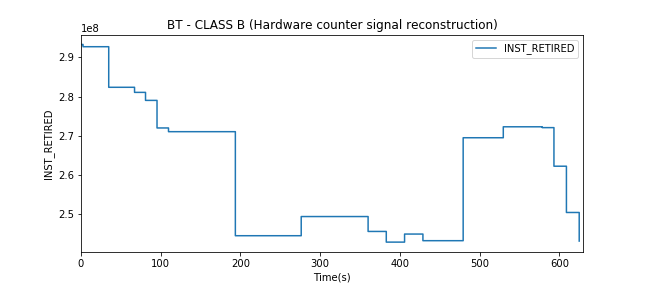 BT - CLASS B (Hardware counter signal reconstruction)
1e8
INST_RETIRED
2.9
2.8
2.7
2.6
2.5
INST_RETIRED
0 100 200 300 400 500 600
Time(s)